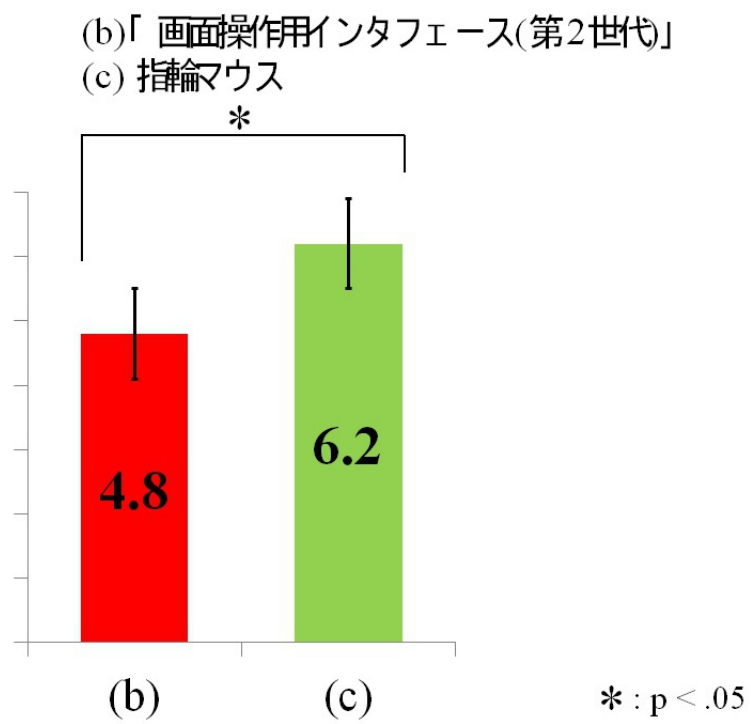 (b)「 画面操作用インタフェース(第2世代)」
(c) 指輪マウス
*
4.8
6.2
(b) (c)
* : p < .05